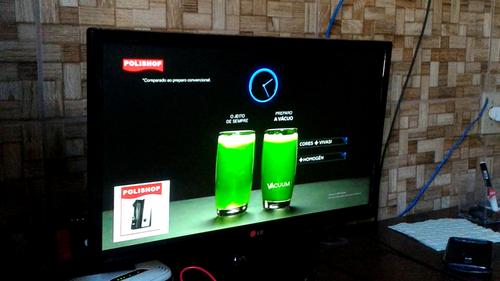 POLISHOP
*Comparado ao preparo convencional.
O JEITO
DE SEMPRE
PREPARO
A VÁCUO
CORES + VIVAS!
+HOMOGÊN
VACUUM
POLISHOP
LG